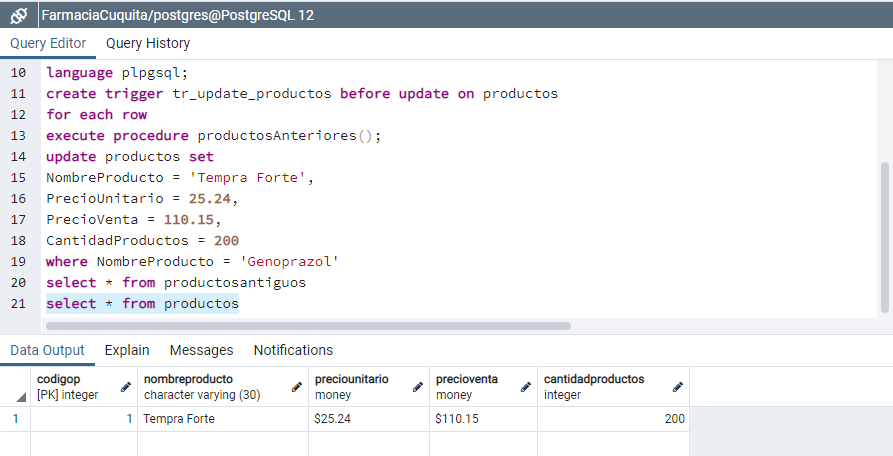 FarmaciaCuquita/postgres@PostgreSQL 12
Query Editor Query History
10 language plpgsql;
11 create trigger tr_update_productos before update on productos
12 for each row
13 execute procedure productosAnteriores();
14 update productos set
15 NombreProducto = 'Tempra Forte',
16 PrecioUnitario = 25.24,
17 PrecioVenta = 110.15,
18 CantidadProductos = 200
19 where NombreProducto = 'Genoprazol'
20 select * from productosantiguos
21 select * from productos
Data Output Explain Messages Notifications
codigop nombreproducto preciounitario precioventa cantidadproductos
[PK] integer character varying (30) money money integer
1 1 Tempra Forte $25.24 $110.15 200